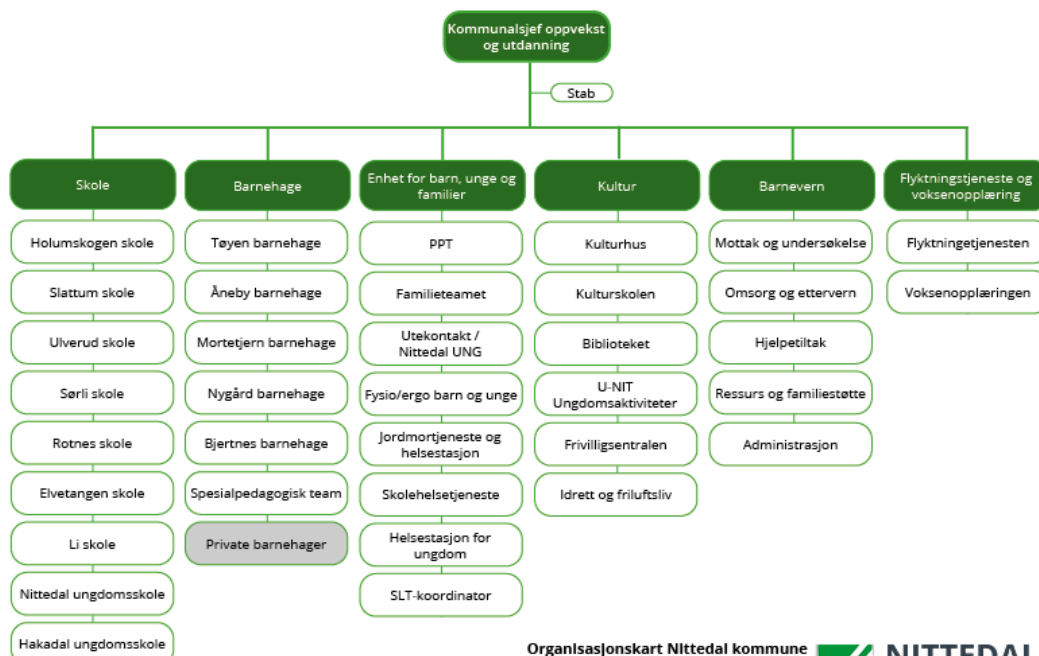 Kommunalsjef oppvekst
og utdanning
Stab
Skole
Holumskogen skole
Slattum skole
Ulverud skole
Sørli skole
Rotnes skole
Elvetangen skole
Li skole
Nittedal ungdomsskole
Hakadal ungdomsskole
Barnehage
Tøyen barnehage
Åneby barnehage
Mortetjern barnehage
Nygård barnehage
Bjertnes barnehage
Spesialpedagogisk team
Private barnehager
Enhet for barn, unge og
familier
PPT
Familieteamet
Utekontakt /
Nittedal UNG
Fysio/ergo barn og unge
Jordmortjeneste og
helsestasjon
Skolehelsetjeneste
Helsestasjon for
ungdom
SLT-koordinator
Kultur
Kulturhus
Kulturskolen
Biblioteket
U-NIT
Ungdomsaktiviteter
Frivilligsentralen
Idrett og friluftsliv
Barnevern
Mottak og undersøkelse
Omsorg og ettervern
Hjelpetiltak
Ressurs og familiestøtte
Administrasjon
Flyktningstjeneste og
voksenopplæring
Flyktningetjenesten
Voksenopplæringen
Organisasjonskart Nittedal kommune
NITTEDAL